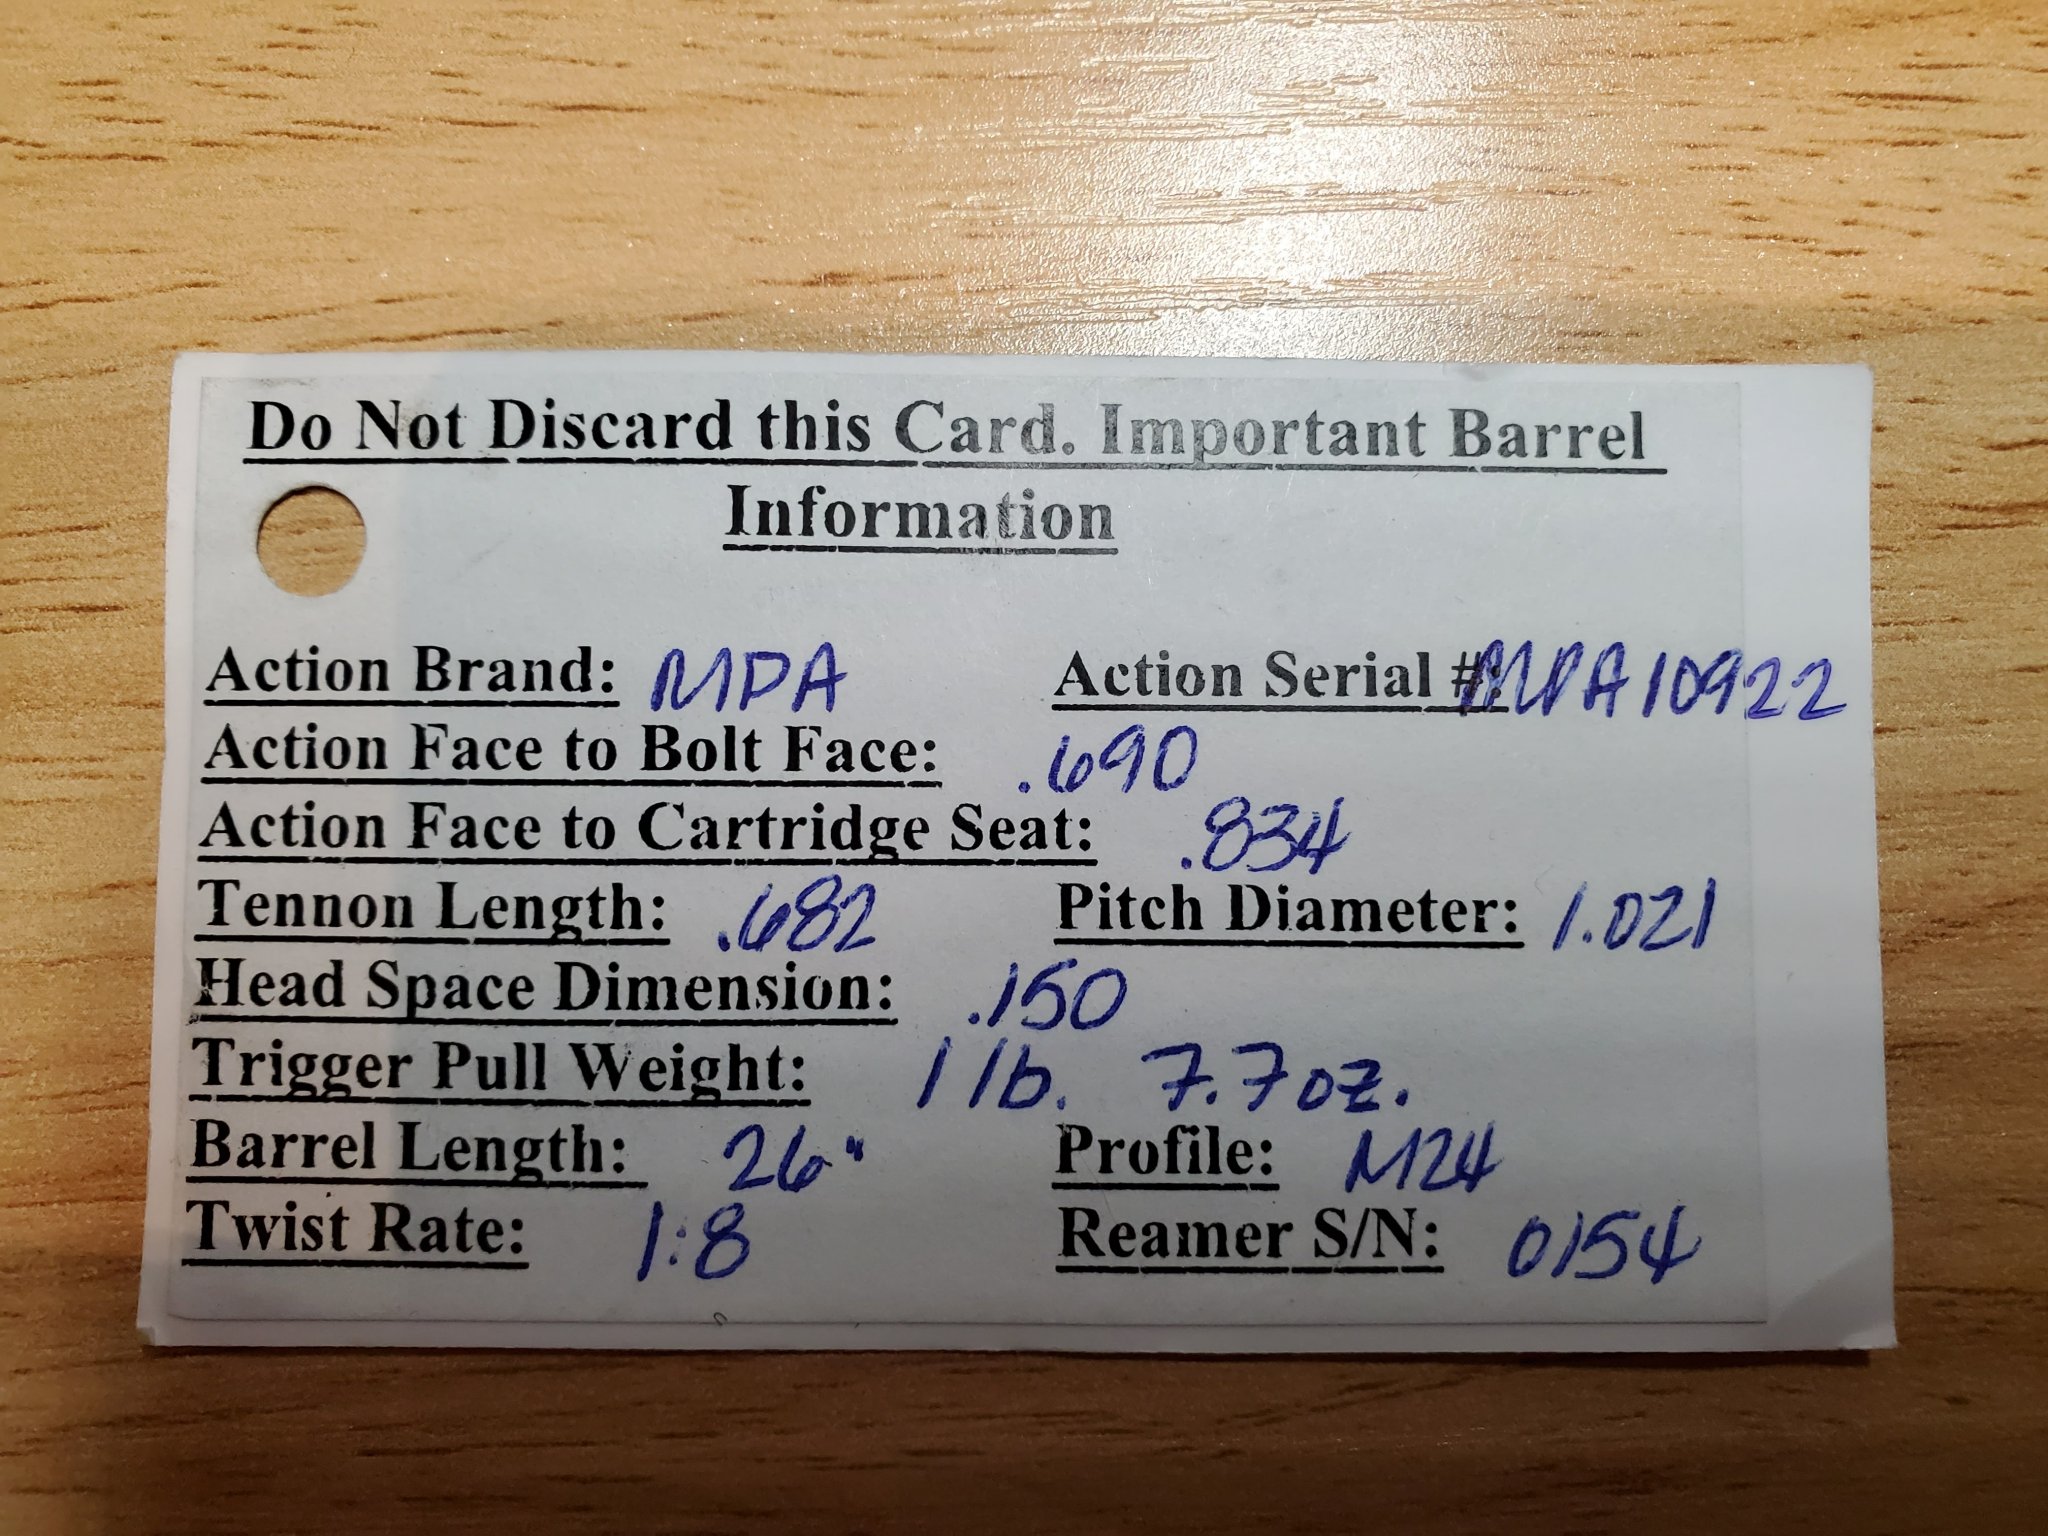 Do Not Discard this Card. Important Barrel
Information
Action Brand: MPA Action Serial #: MPA10922
Action Face to Bolt Face: .690
Action Face to Cartridge Seat: .834
Tennon Length: .682 Pitch Diameter: 1.021
Head Space Dimension: .150
Trigger Pull Weight: 1 lb. 7.7oz.
Barrel Length: 26" Profile: M24
Twist Rate: 1:8 Reamer S/N: 0154